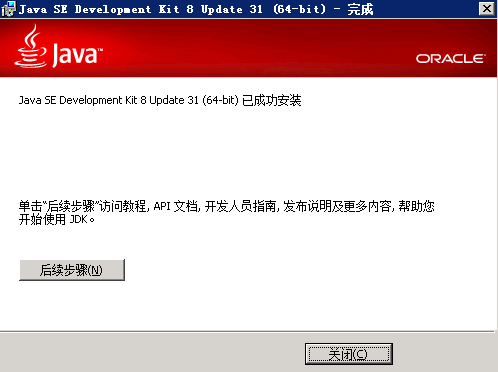 Java SE Development Kit 8 Update 31 (64-bit) - 完成
Java™
ORACLE®
Java SE Development Kit 8 Update 31 (64-bit) 已成功安装
单击“后续步骤”访问教程, API 文档, 开发人员指南, 发布说明及更多内容, 帮助您
开始使用 JDK。
后续步骤(N)
关闭(C)